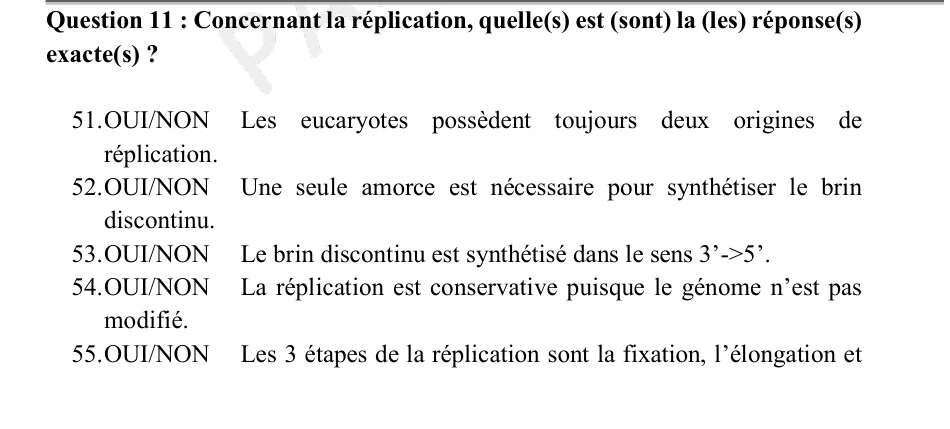 Question 11 : Concernant la réplication, quelle(s) est (sont) la (les) réponse(s)
exacte(s) ?
51.OUI/NON Les eucaryotes possèdent toujours deux origines de
réplication.
52.OUI/NON Une seule amorce est nécessaire pour synthétiser le brin
discontinu.
53.OUI/NON Le brin discontinu est synthétisé dans le sens 3’->5’.
54.OUI/NON La réplication est conservative puisque le génome n’est pas
modifié.
55.OUI/NON Les 3 étapes de la réplication sont la fixation, l’élongation et